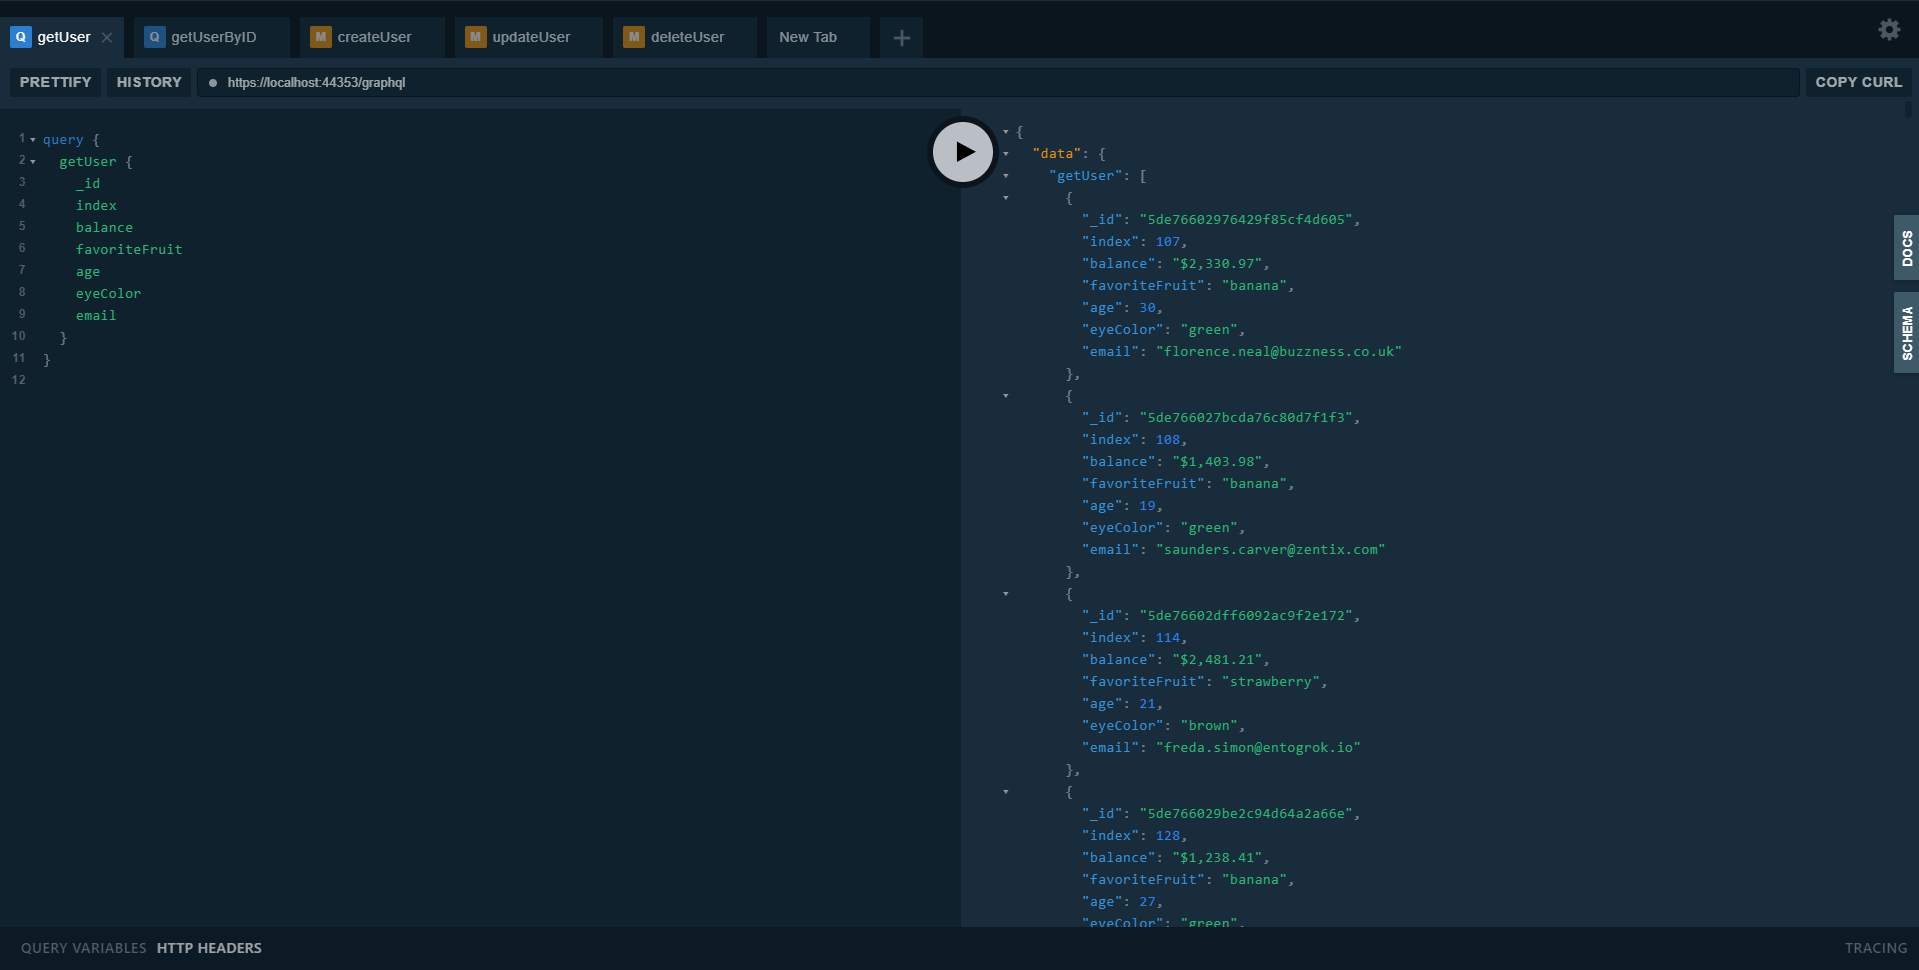 Q getUser × Q getUserByID M createUser M updateUser M deleteUser New Tab +
PRETTIFY HISTORY https://localhost:44353/graphql COPY CURL
1 query {
2 getUser {
3 _id
4 index
5 balance
6 favoriteFruit
7 age
8 eyeColor
9 email
10 }
11 }
12
{
"data": {
"getUser": [
{
"_id": "5de76602976429f85cf4d605",
"index": 107,
"balance": "$2,330.97",
"favoriteFruit": "banana",
"age": 30,
"eyeColor": "green",
"email": "florence.neal@buzzness.co.uk"
},
{
"_id": "5de766027bcda76c80d7f1f3",
"index": 108,
"balance": "$1,403.98",
"favoriteFruit": "banana",
"age": 19,
"eyeColor": "green",
"email": "saunders.carver@zentix.com"
},
{
"_id": "5de76602dff6092ac9f2e172",
"index": 114,
"balance": "$2,481.21",
"favoriteFruit": "strawberry",
"age": 21,
"eyeColor": "brown",
"email": "freda.simon@entogrok.io"
},
{
"_id": "5de766029be2c94d64a2a66e",
"index": 128,
"balance": "$1,238.41",
"favoriteFruit": "banana",
"age": 27,
"eyeColor": "green",
DOCS
SCHEMA
QUERY VARIABLES HTTP HEADERS TRACING